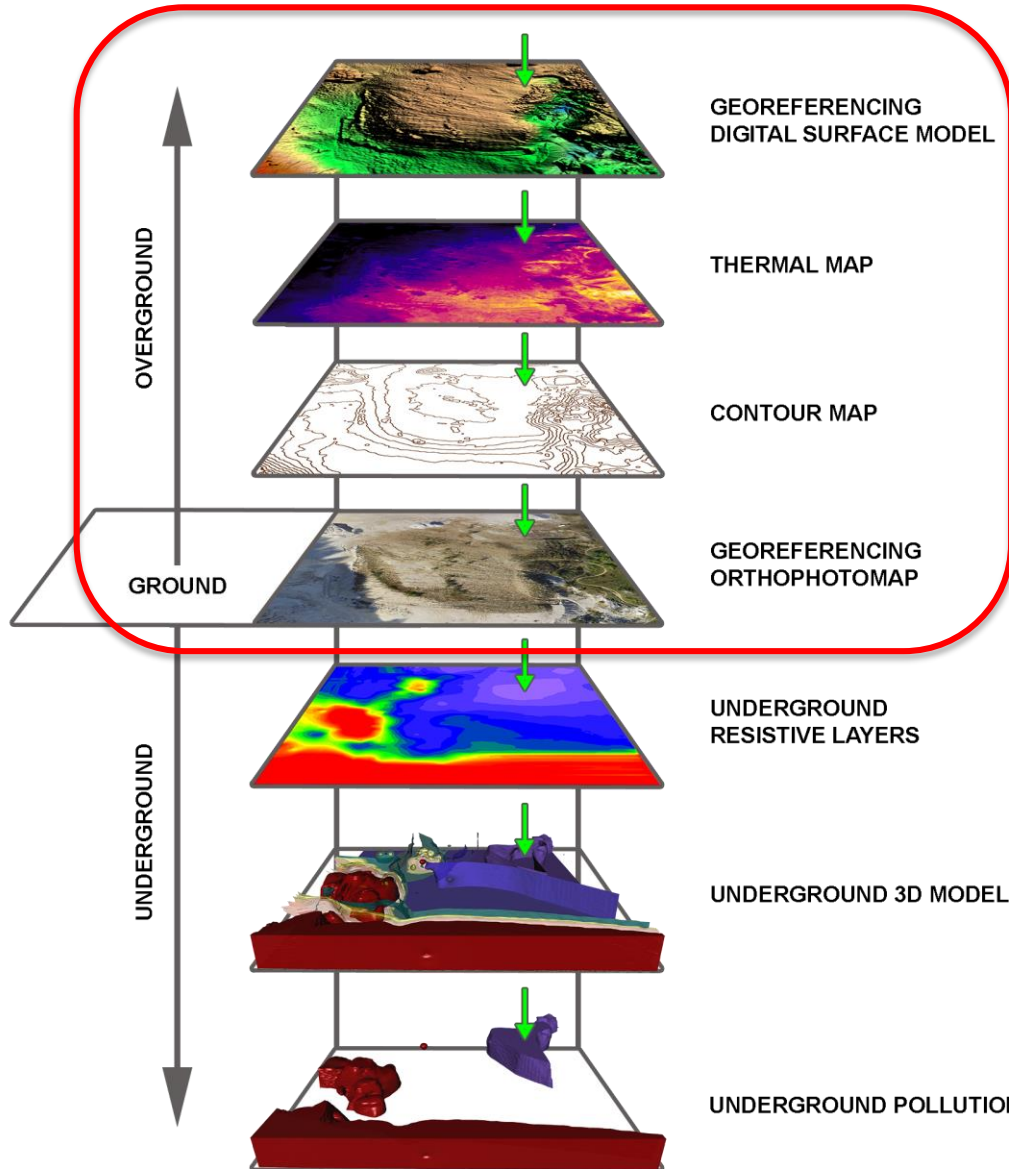 GEOREFERENCING
DIGITAL SURFACE MODEL
THERMAL MAP
OVERGROUND
CONTOUR MAP
GEOREFERENCING
ORTHOPHOTOMAP
GROUND
UNDERGROUND
RESISTIVE LAYERS
UNDERGROUND
UNDERGROUND 3D MODEL
UNDERGROUND POLLUTION